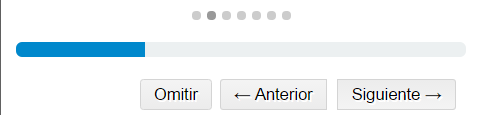 Omitir ← Anterior Siguiente →